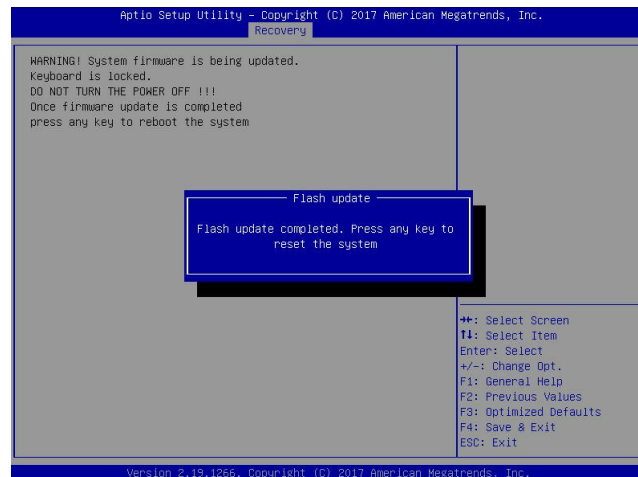 Aptio Setup Utility – Copyright (C) 2017 American Megatrends, Inc.
Recovery
WARNING! System firmware is being updated.
Keyboard is locked.
DO NOT TURN THE POWER OFF !!!
Once firmware update is completed
press any key to reboot the system
Flash update
Flash update completed. Press any key to
reset the system
→←: Select Screen
↑↓: Select Item
Enter: Select
+/-: Change Opt.
F1: General Help
F2: Previous Values
F3: Optimized Defaults
F4: Save & Exit
ESC: Exit
Version 2.19.1266. Copyright (C) 2017 American Megatrends, Inc.